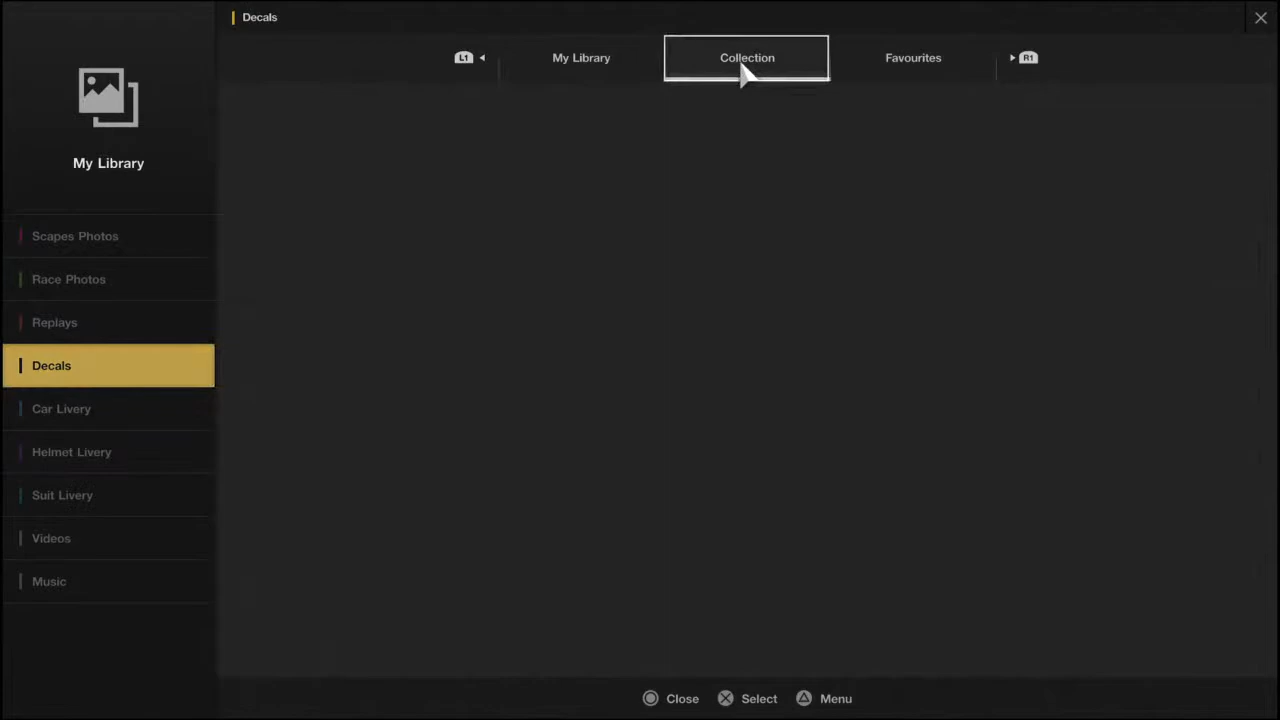 Decals
L1
My Library
Collection
Favourites
R1
My Library
Scapes Photos
Race Photos
Replays
Decals
Car Livery
Helmet Livery
Suit Livery
Videos
Music
Close
Select
Menu